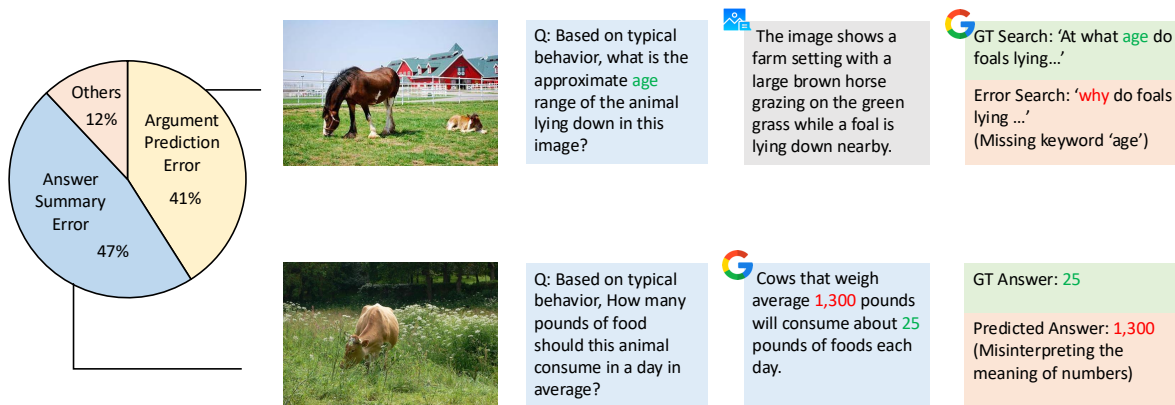 Others
12%
Argument
Prediction
Error
41%
Answer
Summary
Error
47%
Q: Based on typical
behavior, what is the
approximate age
range of the animal
lying down in this
image?
The image shows a
farm setting with a
large brown horse
grazing on the green
grass while a foal is
lying down nearby.
GT Search: ‘At what age do
foals lying…’
Error Search: ‘why do foals
lying …’
(Missing keyword ‘age’)
Q: Based on typical
behavior, How many
pounds of food
should this animal
consume in a day in
average?
Cows that weigh
average 1,300 pounds
will consume about 25
pounds of foods each
day.
GT Answer: 25
Predicted Answer: 1,300
(Misinterpreting the
meaning of numbers)